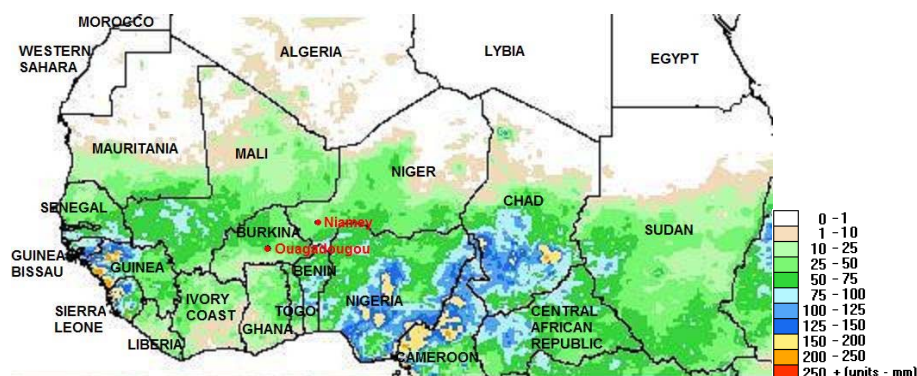 MOROCCO
WESTERN
SAHARA
ALGERIA
LYBIA
EGYPT
MAURITANIA
MALI
NIGER
CHAD
SENEGAL
Niamey
BURKINA
SUDAN
Ouagadougou
GUINEA
BISSAU
GUINEA
BENIN
IVORY
COAST
NIGERIA
TOGO
GHANA
SIERRA
LEONE
CENTRAL
AFRICAN
REPUBLIC
LIBERIA
CAMEROON
0 - 1
1 - 10
10 - 25
25 - 50
50 - 75
75 - 100
100 - 125
125 - 150
150 - 200
200 - 250
250 + (units - mm)